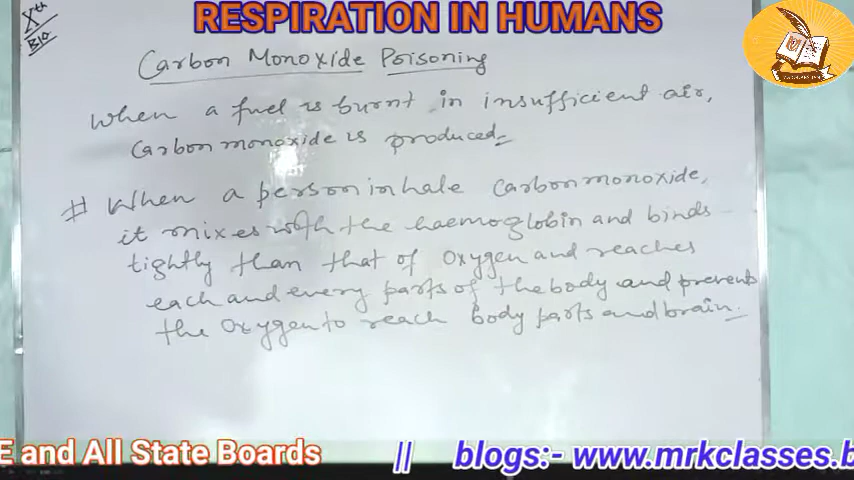 RESPIRATION IN HUMANS
Xth
BIO
Carbon Monoxide Poisoning
When a fuel is burnt in insufficient air,
Carbon monoxide is produced
# When a person inhale Carbon monoxide,
it mixes with the haemoglobin and binds
tightly than that of Oxygen and reaches
each and every parts of the body and prevents
the Oxygen to reach body parts and brain.
E and All State Boards || blogs:- www.mrkclasses.b